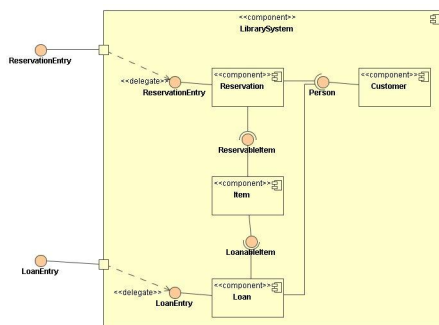 <<component>>
LibrarySystem
ReservationEntry
<<delegate>>
ReservationEntry
<<component>>
Reservation
Person
<<component>>
Customer
ReservableItem
<<component>>
Item
LoanableItem
LoanEntry
<<delegate>>
LoanEntry
<<component>>
Loan